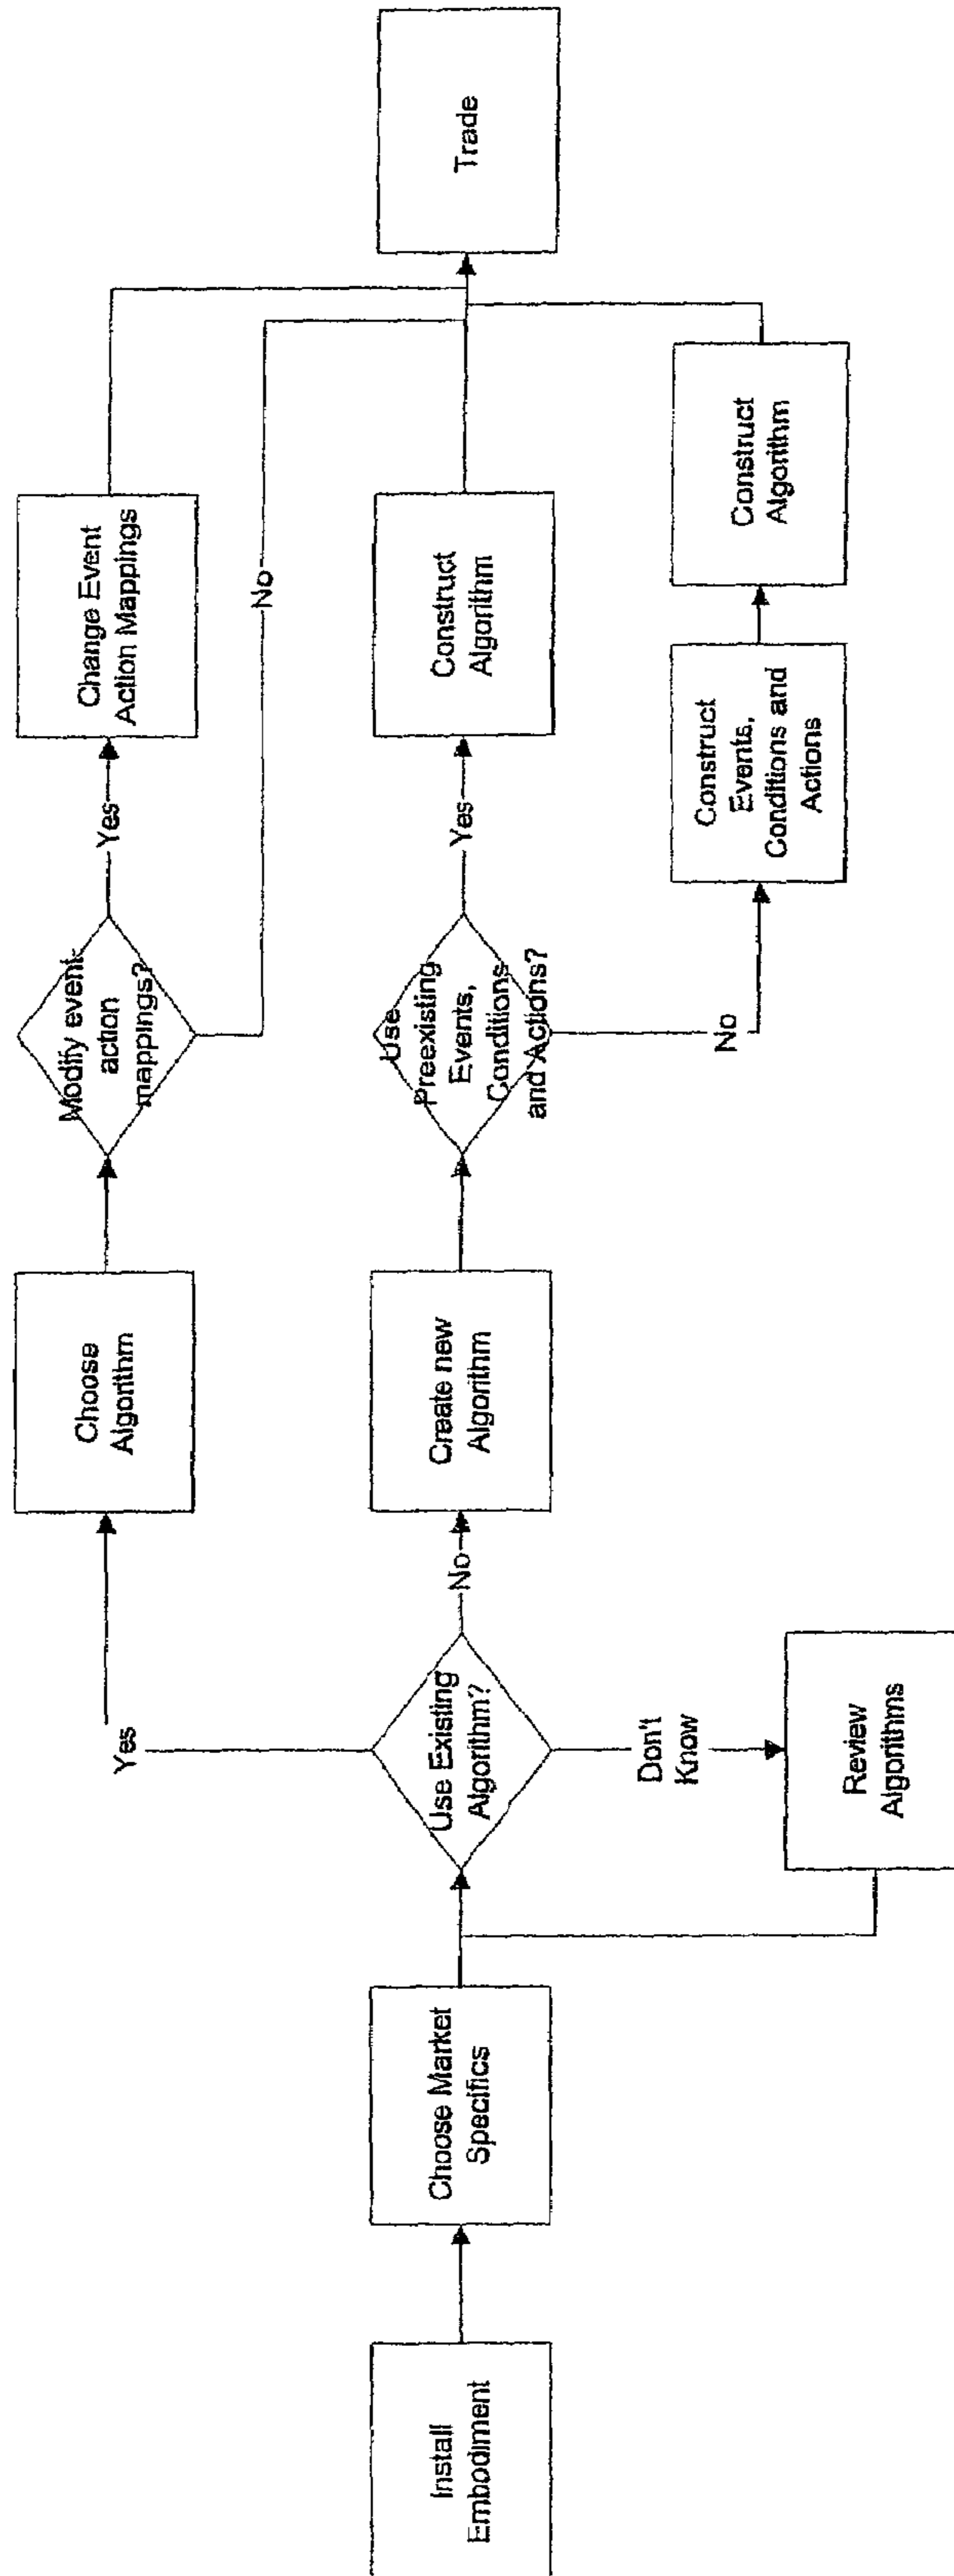 Install
Embodiment
Choose Market
Specifics
Use Existing
Algorithm?
Yes
No
Don't
Know
Review
Algorithms
Choose
Algorithm
Modify event-
action
mappings?
Yes
No
Change Event
Action Mappings
Create new
Algorithm
Use
Preexisting
Events,
Conditions
and Actions?
Yes
No
Construct
Algorithm
Construct
Events,
Conditions and
Actions
Construct
Algorithm
Trade